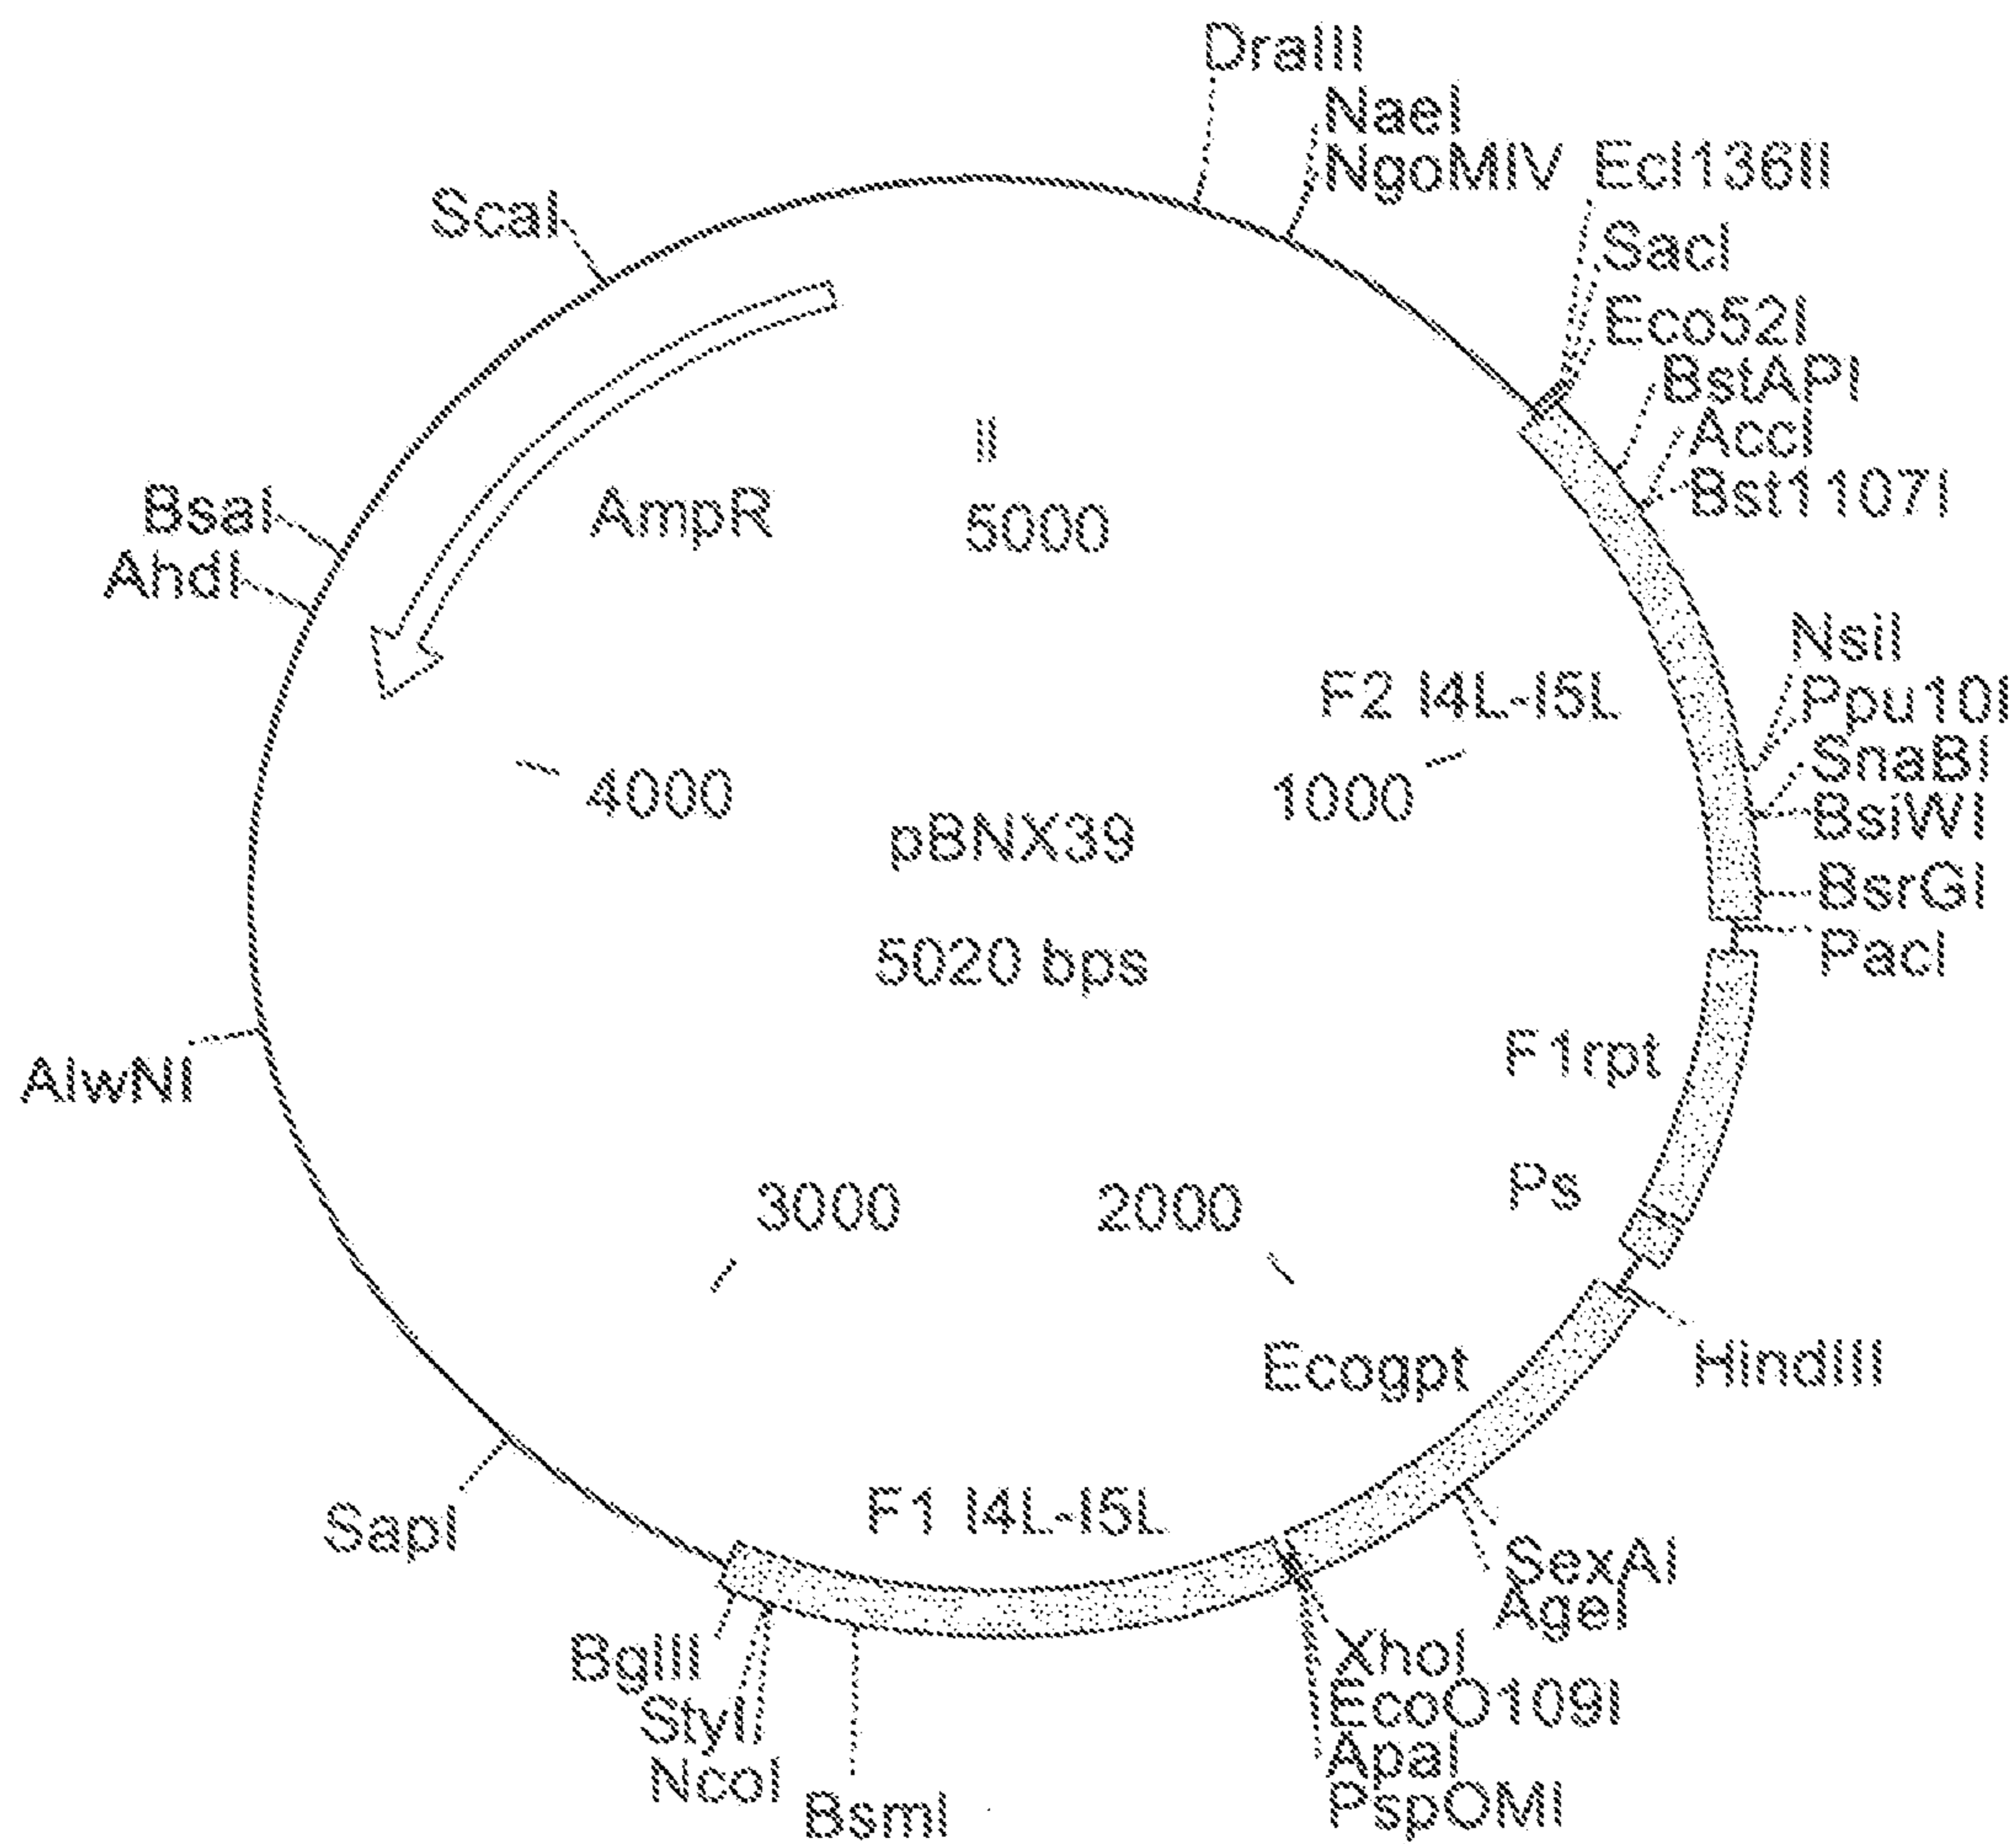 DraIII
NaeI
NgoMIV
Ecl136II
SacI
Eco52I
BstAPI
AccI
Bst1107I
NsiI
Ppu10I
SnaBI
BsiWI
BsrGI
PacI
HindIII
SexAI
AgeI
XhoI
EcoO109I
ApaI
PspOMI
BsmI
NcoI
StyI
BglII
SapI
AlwNI
AhdI
BsaI
ScaI
AmpR
5000
F2 I4L-I5L
1000
4000
pBNX39
5020 bps
F1rpt
Ps
2000
3000
Ecogpt
F1 I4L-I5L